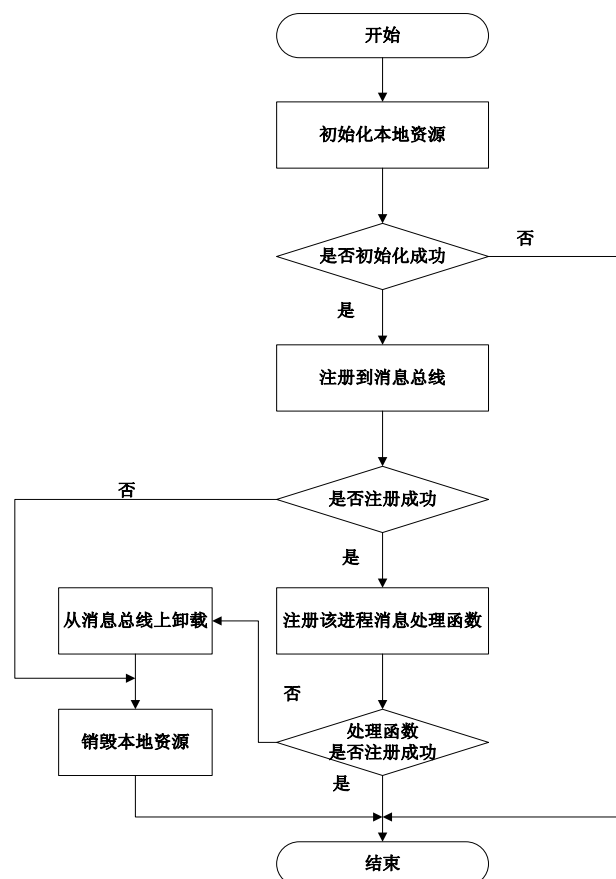 开始
初始化本地资源
是否初始化成功
否
是
注册到消息总线
是否注册成功
否
是
从消息总线上卸载
注册该进程消息处理函数
否
处理函数
是否注册成功
销毁本地资源
是
结束